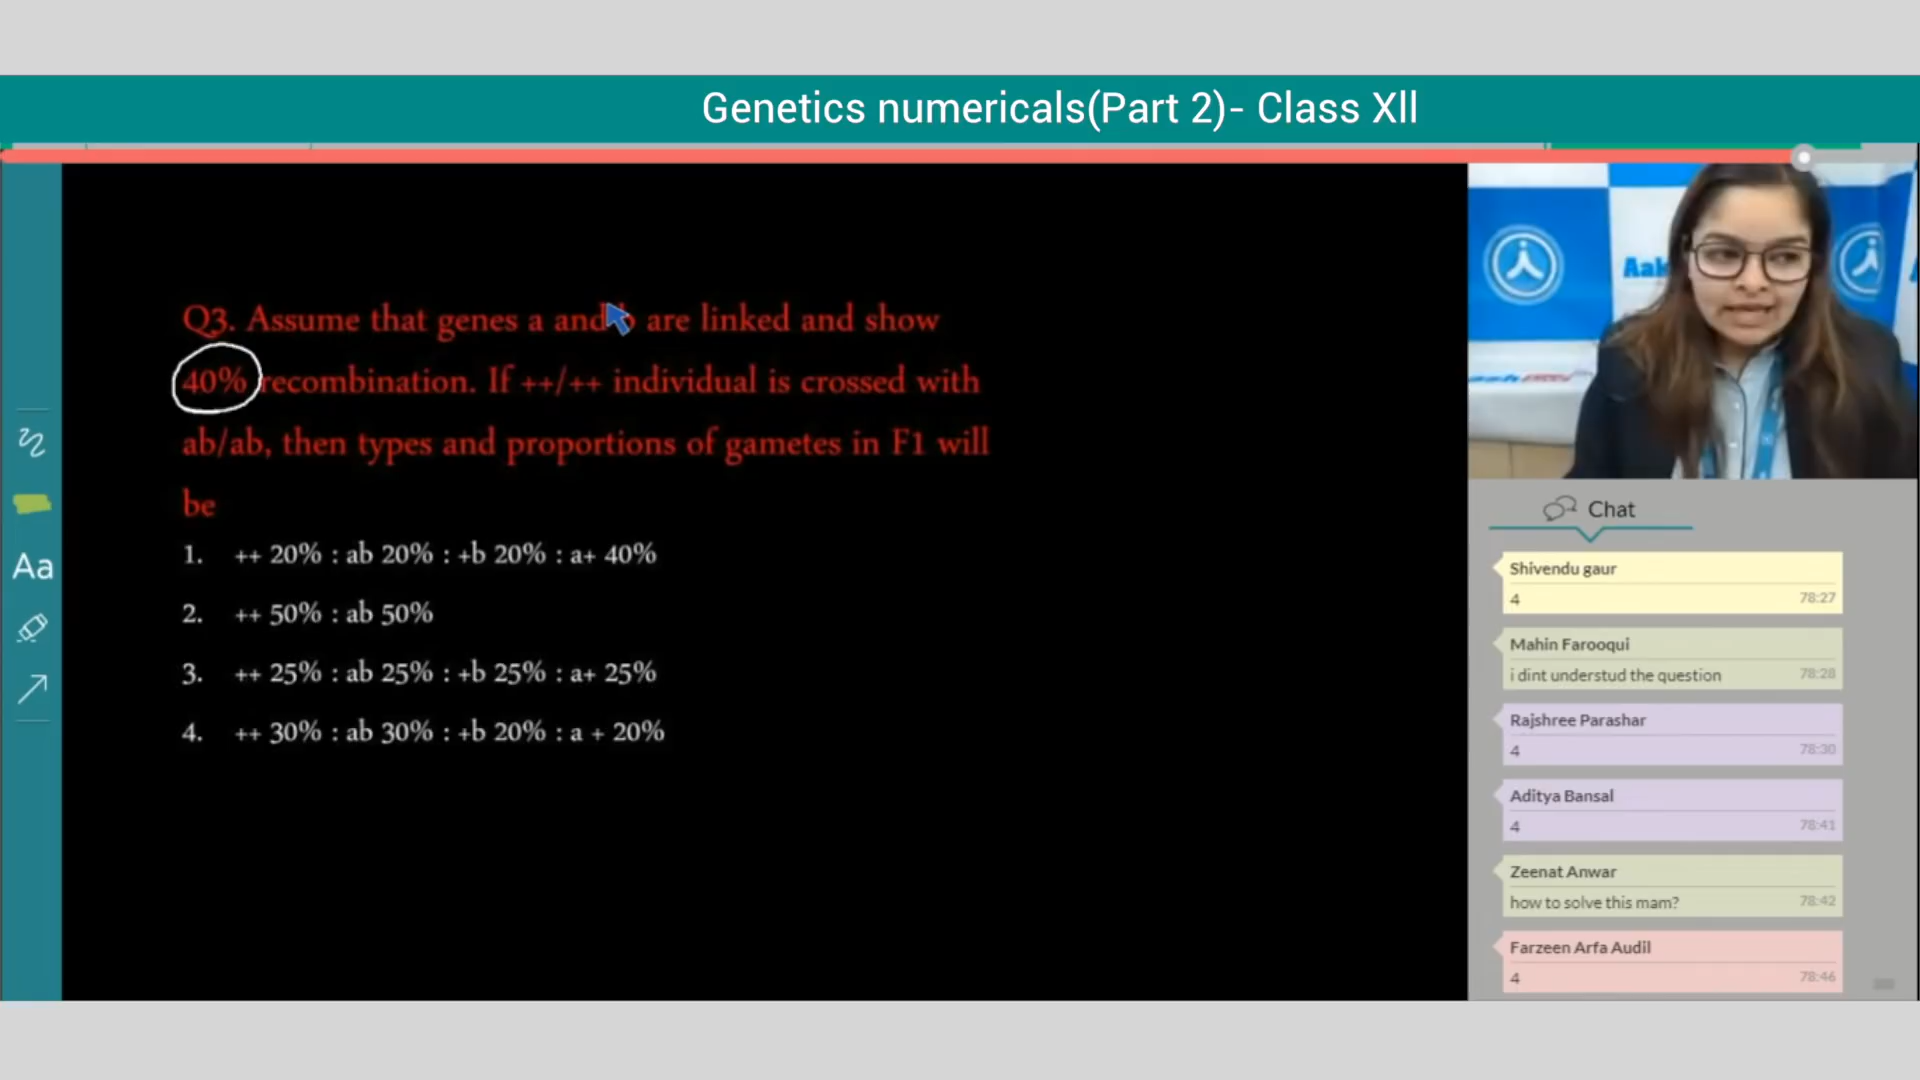 Genetics numericals(Part 2)- Class Xll
Q3. Assume that genes a and b are linked and show
40% recombination. If ++/++ individual is crossed with
ab/ab, then types and proportions of gametes in F1 will
be
1. ++ 20% : ab 20% : +b 20% : a+ 40%
2. ++ 50% : ab 50%
3. ++ 25% : ab 25% : +b 25% : a+ 25%
4. ++ 30% : ab 30% : +b 20% : a + 20%
Aa
Aak
Chat
Shivendu gaur
4 78:27
Mahin Farooqui
i dint understud the question 78:28
Rajshree Parashar
4 78:30
Aditya Bansal
4 78:41
Zeenat Anwar
how to solve this mam? 78:42
Farzeen Arfa Audil
4 78:46